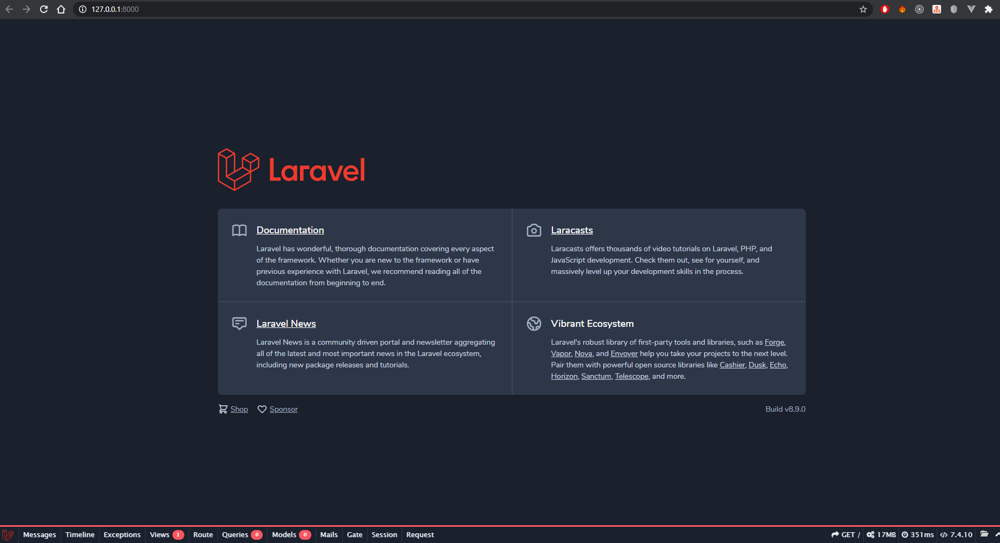 127.0.0.1:8000
Laravel
Documentation
Laravel has wonderful, thorough documentation covering every aspect
of the framework. Whether you are new to the framework or have
previous experience with Laravel, we recommend reading all of the
documentation from beginning to end.
Laracasts
Laracasts offers thousands of video tutorials on Laravel, PHP, and
JavaScript development. Check them out, see for yourself, and
massively level up your development skills in the process.
Laravel News
Laravel News is a community driven portal and newsletter aggregating
all of the latest and most important news in the Laravel ecosystem,
including new package releases and tutorials.
Vibrant Ecosystem
Laravel's robust library of first-party tools and libraries, such as Forge,
Vapor, Nova, and Envoyer help you take your projects to the next level.
Pair them with powerful open source libraries like Cashier, Dusk, Echo,
Horizon, Sanctum, Telescope, and more.
Shop Sponsor Build v8.9.0
Messages Timeline Exceptions Views 1 Route Queries 0 Models 0 Mails Gate Session Request GET / 17MB 351ms 7.4.10